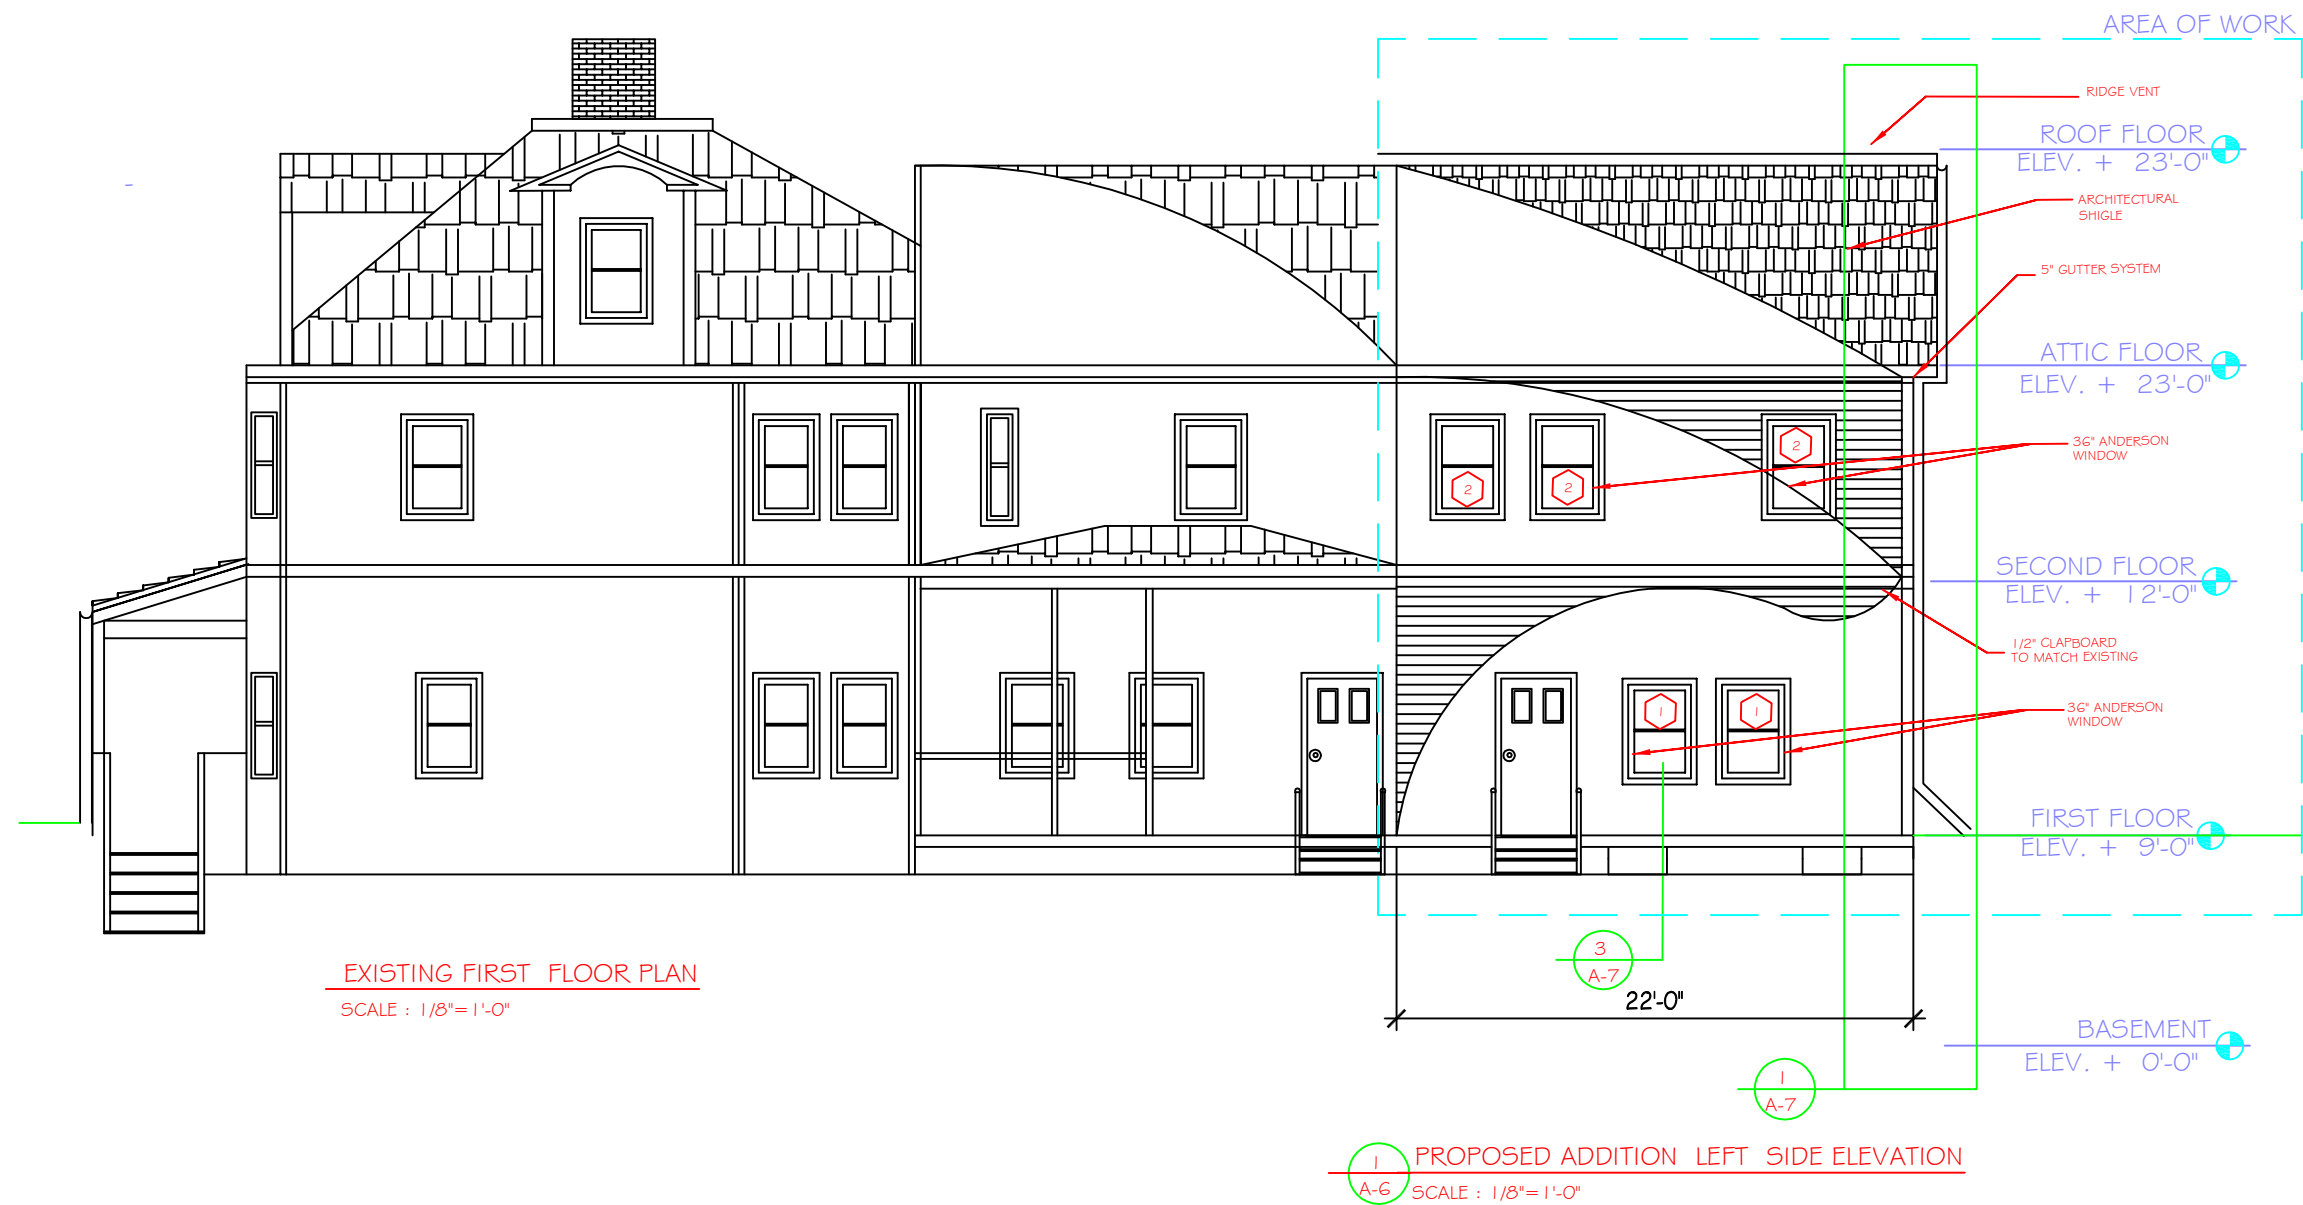 AREA OF WORK
RIDGE VENT
ROOF FLOOR
ELEV. + 23'-0"
ARCHITECTURAL
SHIGLE
5" GUTTER SYSTEM
ATTIC FLOOR
ELEV. + 23'-0"
36" ANDERSON
WINDOW
2
2
2
SECOND FLOOR
ELEV. + 12'-0"
1/2" CLAPBOARD
TO MATCH EXISTING
36" ANDERSON
WINDOW
1
1
FIRST FLOOR
ELEV. + 9'-0"
3
A-7
22'-0"
EXISTING FIRST FLOOR PLAN
SCALE : 1/8"=1'-0"
BASEMENT
ELEV. + 0'-0"
1
A-7
1
A-6
PROPOSED ADDITION LEFT SIDE ELEVATION
SCALE : 1/8"=1'-0"